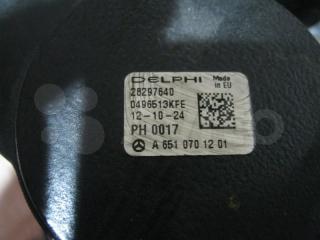 DELPHI Made in EU
28297640
0496513KFE
12-10-24
PH 0017
A 651 070 12 01